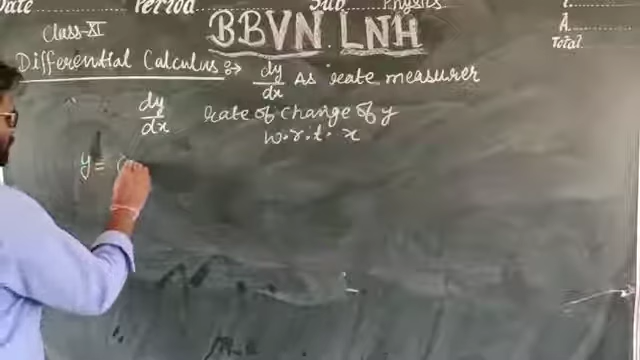 Date Period Sub Physics T.
Class-XI BBVN. LNH A.
Total
Differential Calculus :→ dy/dx As rate measurer
dy/dx rate of change of y
w.r.t. x
y =